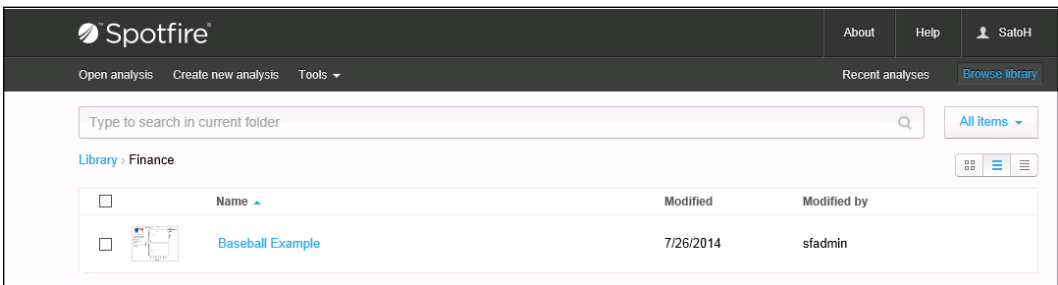 Spotfire®
About Help SatoH
Open analysis Create new analysis Tools Recent analyses Browse library
Type to search in current folder All items
Library › Finance
Name Modified Modified by
Baseball Example 7/26/2014 sfadmin